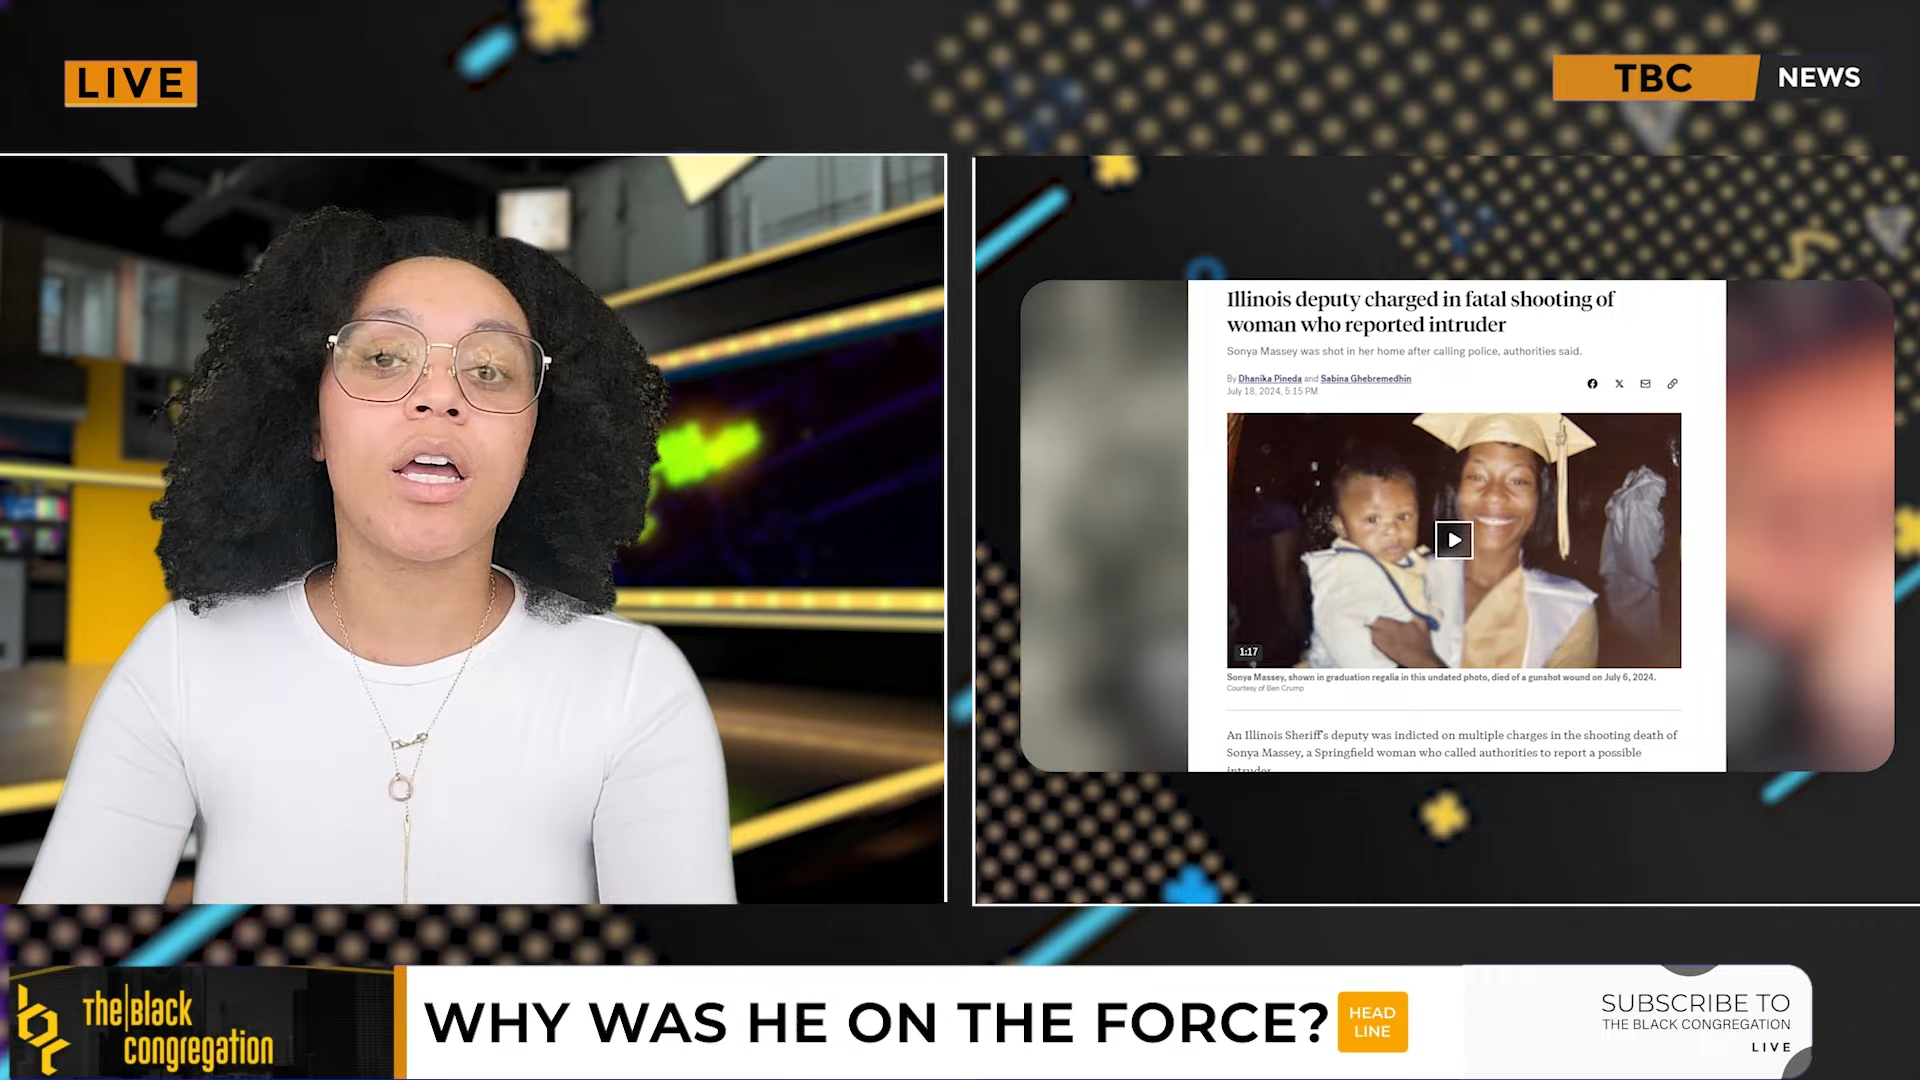 LIVE
TBC NEWS
Illinois deputy charged in fatal shooting of
woman who reported intruder
Sonya Massey was shot in her home after calling police, authorities said.
By Dhanika Pineda and Sabina Ghebremedhin
July 18, 2024, 5:15 PM
1:17
Sonya Massey, shown in graduation regalia in this undated photo, died of a gunshot wound on July 6, 2024.
Courtesy of Ben Crump
An Illinois Sheriff's deputy was indicted on multiple charges in the shooting death of
Sonya Massey, a Springfield woman who called authorities to report a possible
intruder
the|Black
congregation
WHY WAS HE ON THE FORCE?
HEAD
LINE
SUBSCRIBE TO
THE BLACK CONGREGATION
LIVE